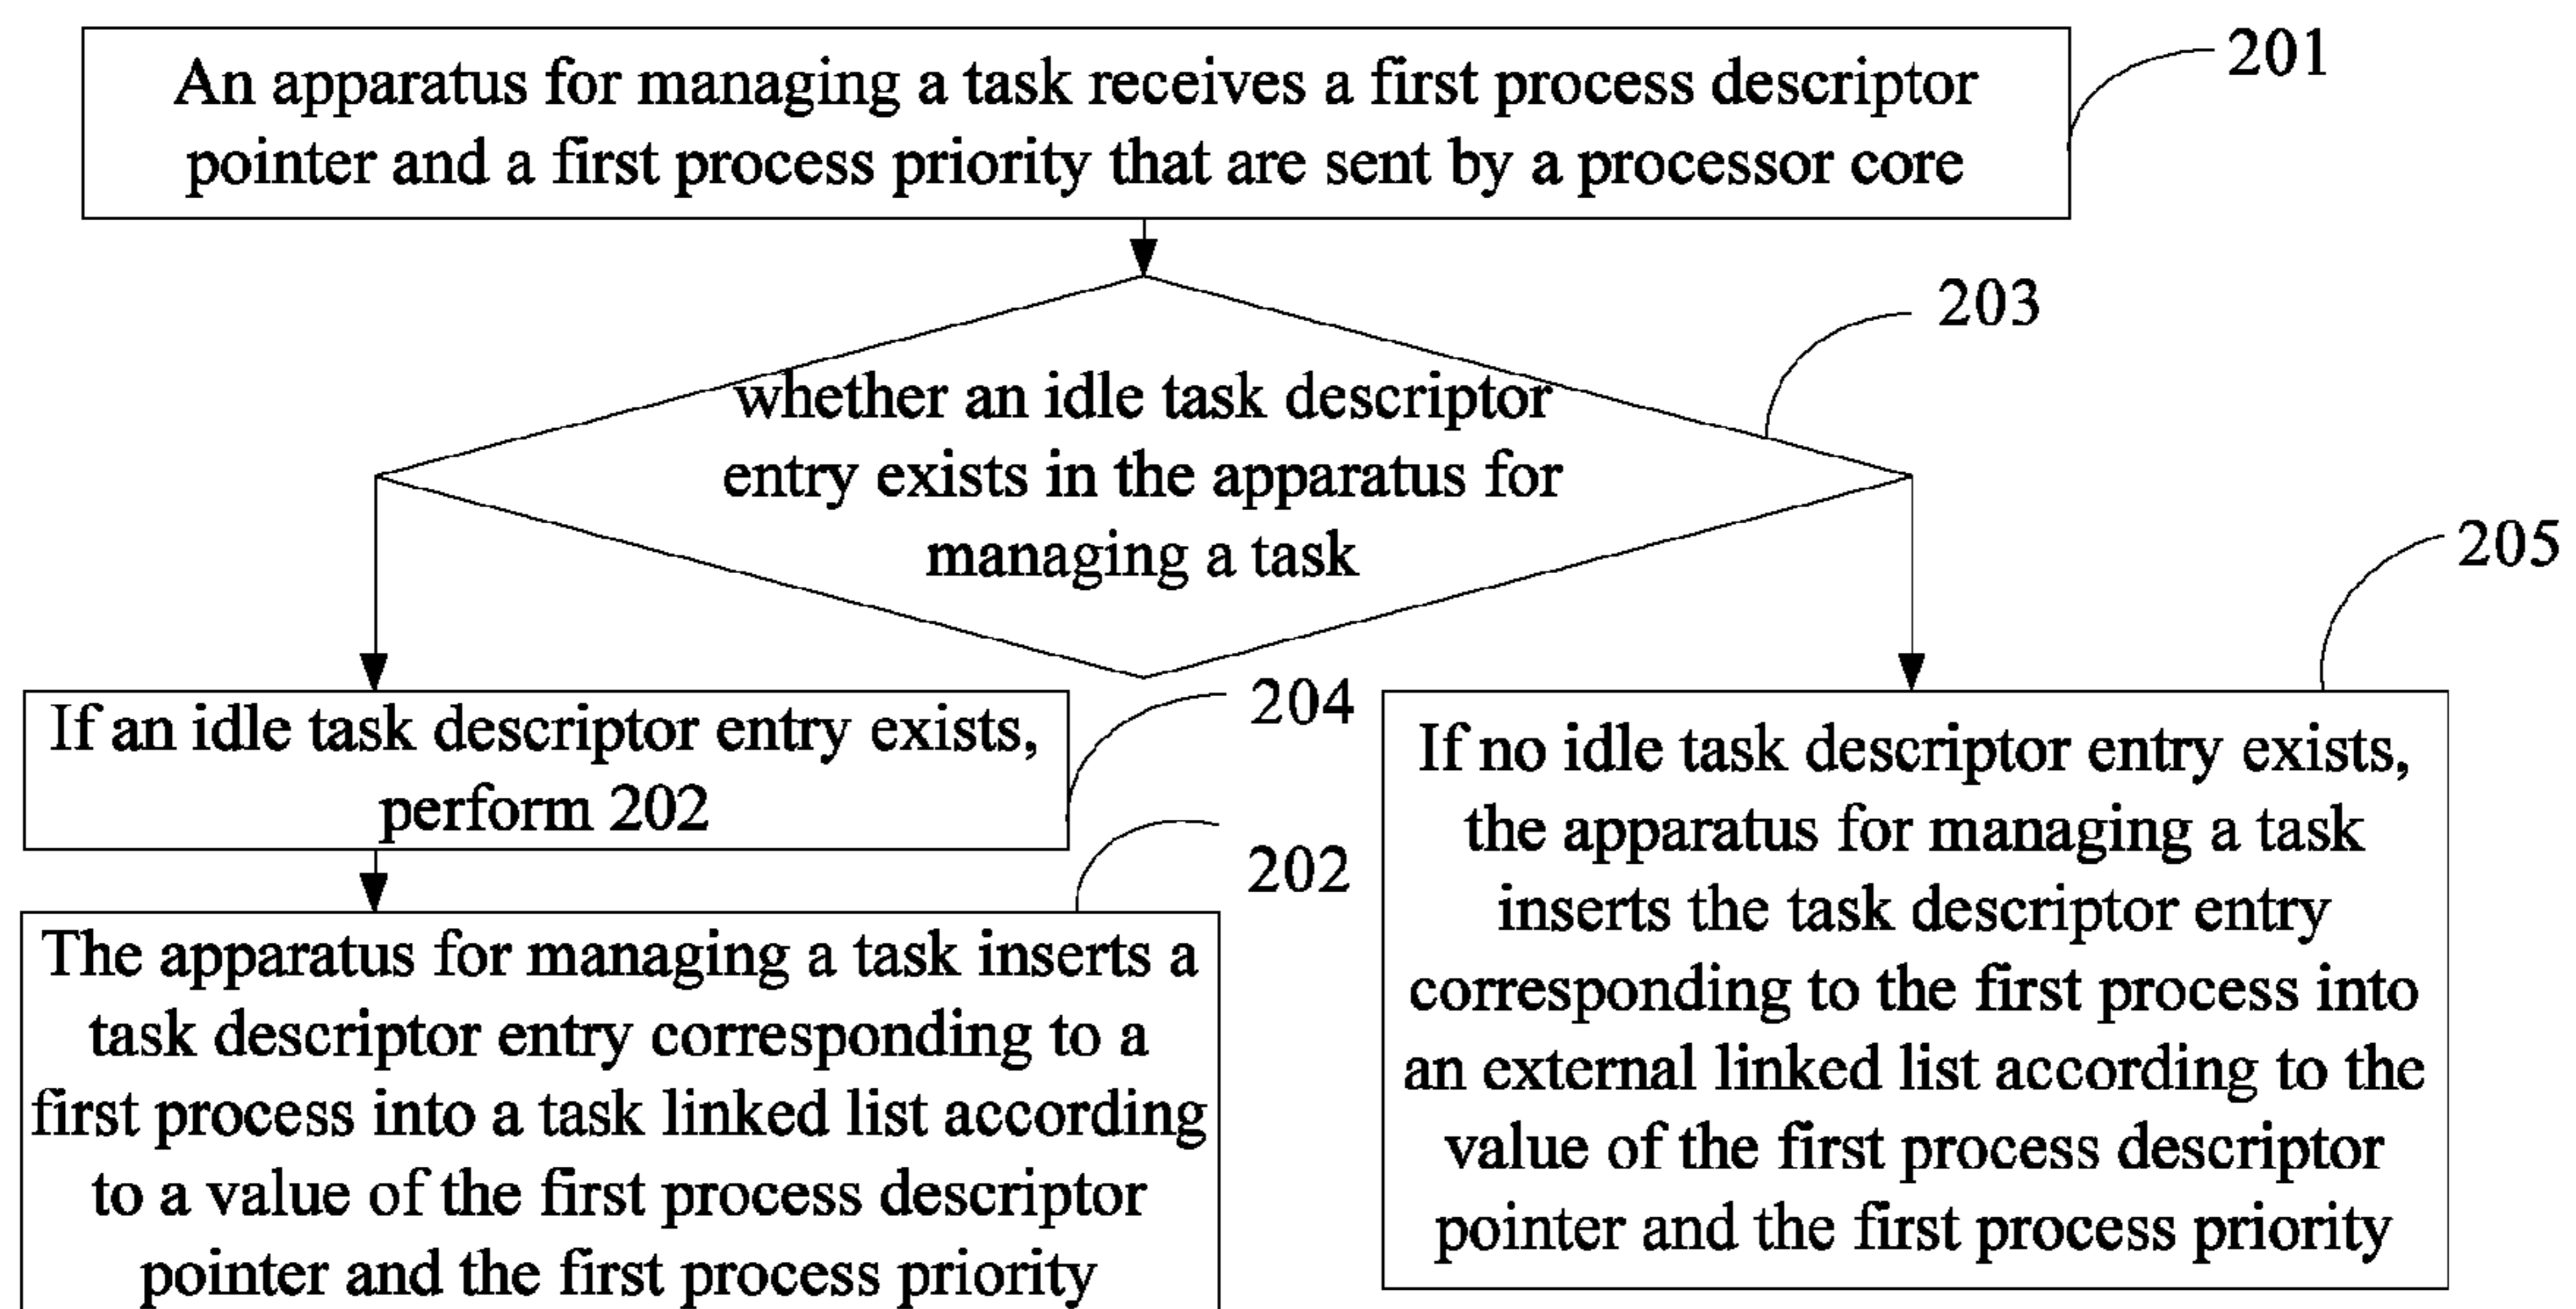 An apparatus for managing a task receives a first process descriptor
pointer and a first process priority that are sent by a processor core
201
whether an idle task descriptor
entry exists in the apparatus for
managing a task
203
If an idle task descriptor entry exists,
perform 202
204
The apparatus for managing a task inserts a
task descriptor entry corresponding to a
first process into a task linked list according
to a value of the first process descriptor
pointer and the first process priority
202
If no idle task descriptor entry exists,
the apparatus for managing a task
inserts the task descriptor entry
corresponding to the first process into
an external linked list according to the
value of the first process descriptor
pointer and the first process priority
205